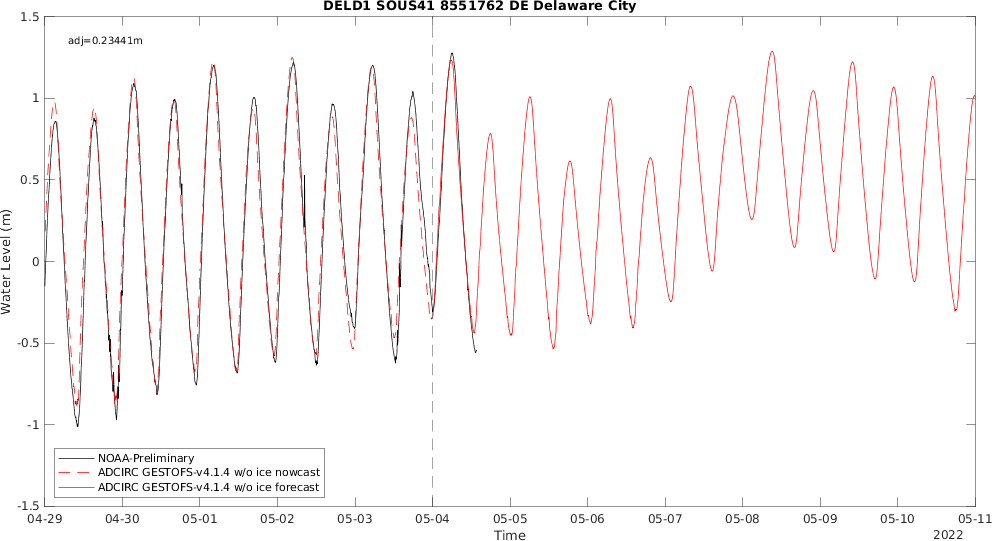 DELD1 SOUS41 8551762 DE Delaware City
adj=0.23441m
Water Level (m)
1.5
1
0.5
0
-0.5
-1
-1.5
NOAA-Preliminary
ADCIRC GESTOFS-v4.1.4 w/o ice nowcast
ADCIRC GESTOFS-v4.1.4 w/o ice forecast
04-29 04-30 05-01 05-02 05-03 05-04 05-05 05-06 05-07 05-08 05-09 05-10 05-11
Time
2022